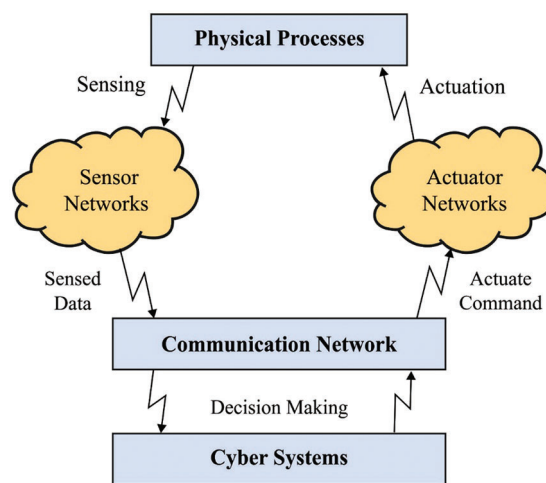 Physical Processes
Sensing
Actuation
Sensor
Networks
Actuator
Networks
Sensed
Data
Actuate
Command
Communication Network
Decision Making
Cyber Systems